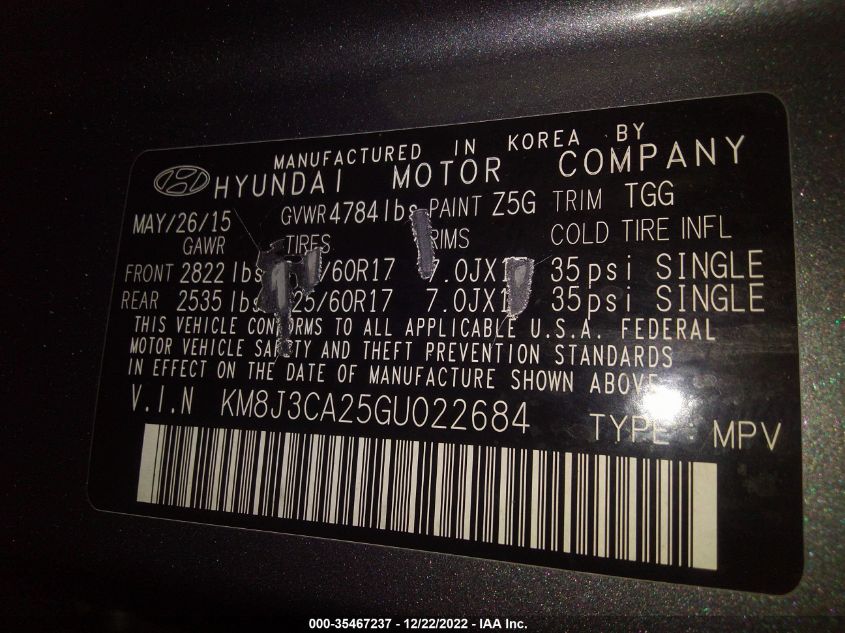 MANUFACTURED IN KOREA BY
HYUNDAI MOTOR COMPANY
MAY/26/15 GVWR 4784lbs PAINT Z5G TRIM TGG
GAWR TIRES RIMS COLD TIRE INFL
FRONT 2822lbs /60R17 7.0JX1 35psi SINGLE
REAR 2535lbs 25/60R17 7.0JX1 35psi SINGLE
THIS VEHICLE CONFORMS TO ALL APPLICABLE U.S.A. FEDERAL
MOTOR VEHICLE SAFETY AND THEFT PREVENTION STANDARDS
IN EFFECT ON THE DATE OF MANUFACTURE SHOWN ABOVE
V.I.N KM8J3CA25GU022684 TYPE : MPV
000-35467237 - 12/22/2022 - IAA Inc.